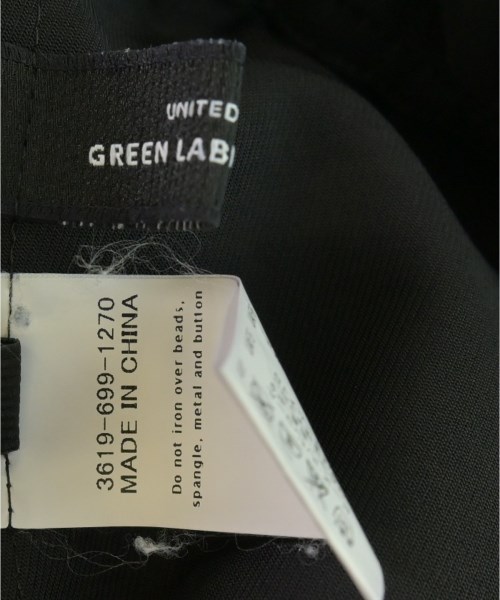 UNITED
GREEN LAB
3619-699-1270
MADE IN CHINA
Do not iron over beads,
spangle, metal and button